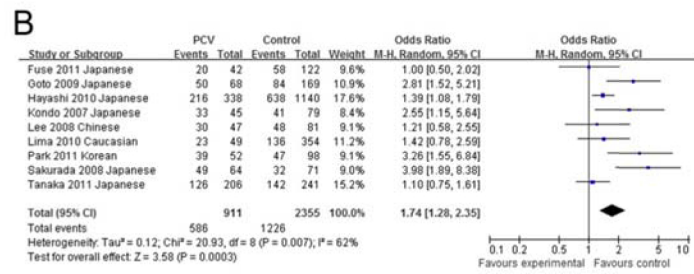 B
PCV Control Odds Ratio Odds Ratio
Study or Subgroup Events Total Events Total Weight M-H, Random, 95% CI M-H, Random, 95% CI
Fuse 2011 Japanese 20 42 58 122 9.6% 1.00 [0.50, 2.02]
Goto 2009 Japanese 50 68 84 169 10.9% 2.81 [1.52, 5.21]
Hayashi 2010 Japanese 216 338 638 1140 17.6% 1.39 [1.08, 1.79]
Kondo 2007 Japanese 33 45 41 79 8.2% 2.55 [1.15, 5.64]
Lee 2008 Chinese 30 47 48 81 9.2% 1.21 [0.58, 2.55]
Lima 2010 Caucasian 23 49 136 354 11.2% 1.42 [0.78, 2.59]
Park 2011 Korean 39 52 47 98 8.9% 3.26 [1.55, 6.84]
Sakurada 2008 Japanese 49 64 32 71 9.1% 3.98 [1.89, 8.38]
Tanaka 2011 Japanese 126 206 142 241 15.2% 1.10 [0.75, 1.61]
Total (95% CI) 911 2355 100.0% 1.74 [1.28, 2.35]
Total events 586 1226
Heterogeneity: Tau² = 0.12; Chi² = 20.93, df = 8 (P = 0.007); I² = 62%
Test for overall effect: Z = 3.58 (P = 0.0003)
0.1 0.2 0.5 1 2 5 10
Favours experimental Favours control